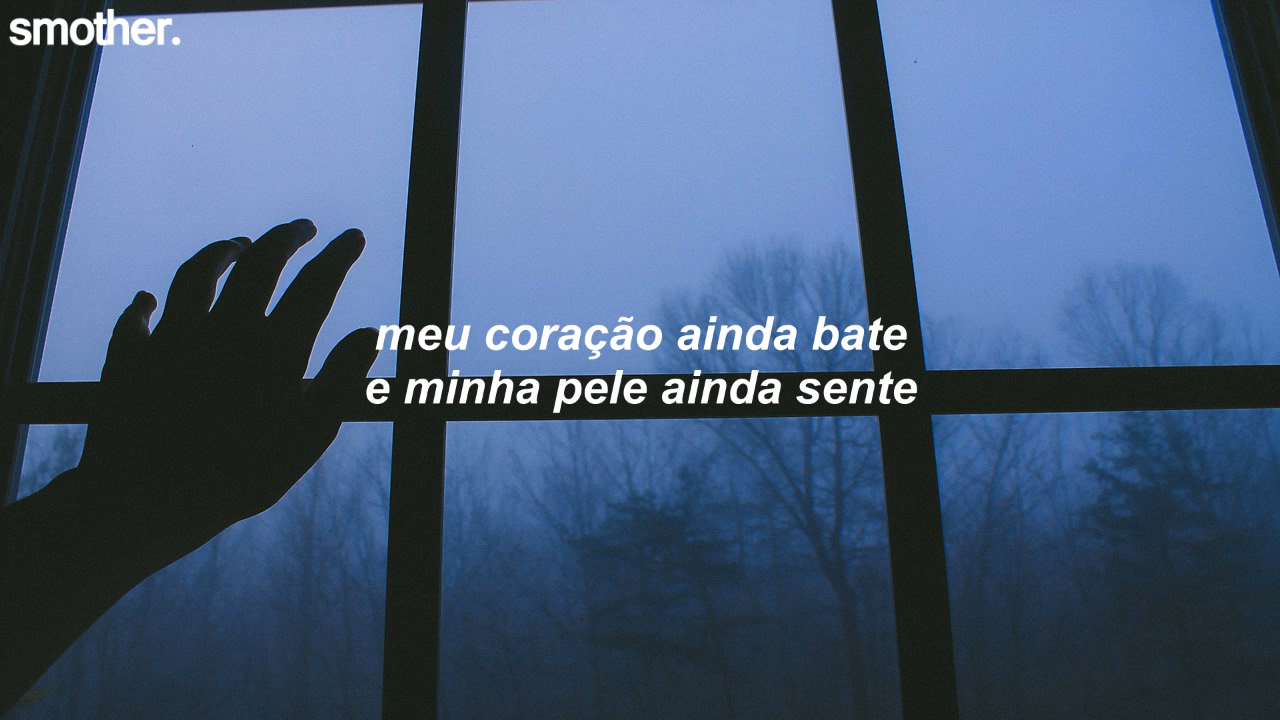 smother.
meu coração ainda bate
e minha pele ainda sente